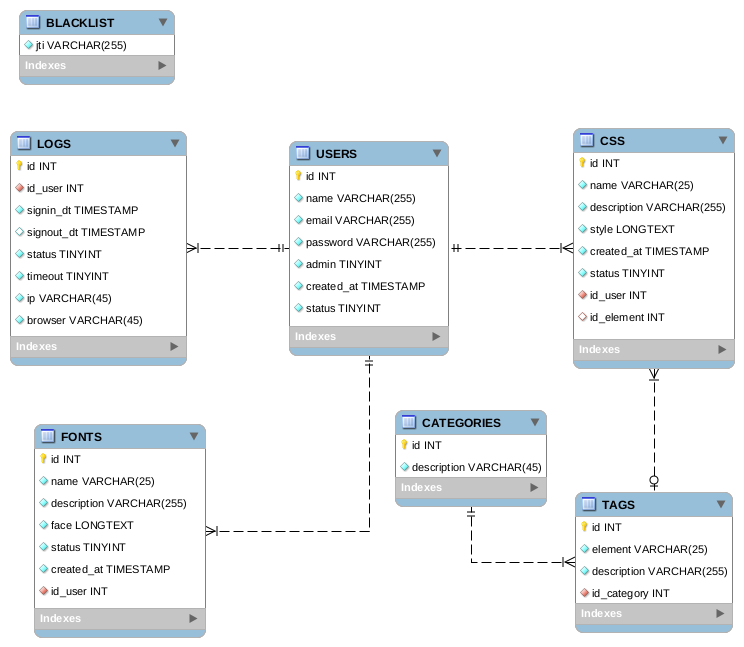 BLACKLIST
jti VARCHAR(255)
Indexes
LOGS
id INT
id_user INT
signin_dt TIMESTAMP
signout_dt TIMESTAMP
status TINYINT
timeout TINYINT
ip VARCHAR(45)
browser VARCHAR(45)
Indexes
USERS
id INT
name VARCHAR(255)
email VARCHAR(255)
password VARCHAR(255)
admin TINYINT
created_at TIMESTAMP
status TINYINT
Indexes
CSS
id INT
name VARCHAR(25)
description VARCHAR(255)
style LONGTEXT
created_at TIMESTAMP
status TINYINT
id_user INT
id_element INT
Indexes
FONTS
id INT
name VARCHAR(25)
description VARCHAR(255)
face LONGTEXT
status TINYINT
created_at TIMESTAMP
id_user INT
Indexes
CATEGORIES
id INT
description VARCHAR(45)
Indexes
TAGS
id INT
element VARCHAR(25)
description VARCHAR(255)
id_category INT
Indexes